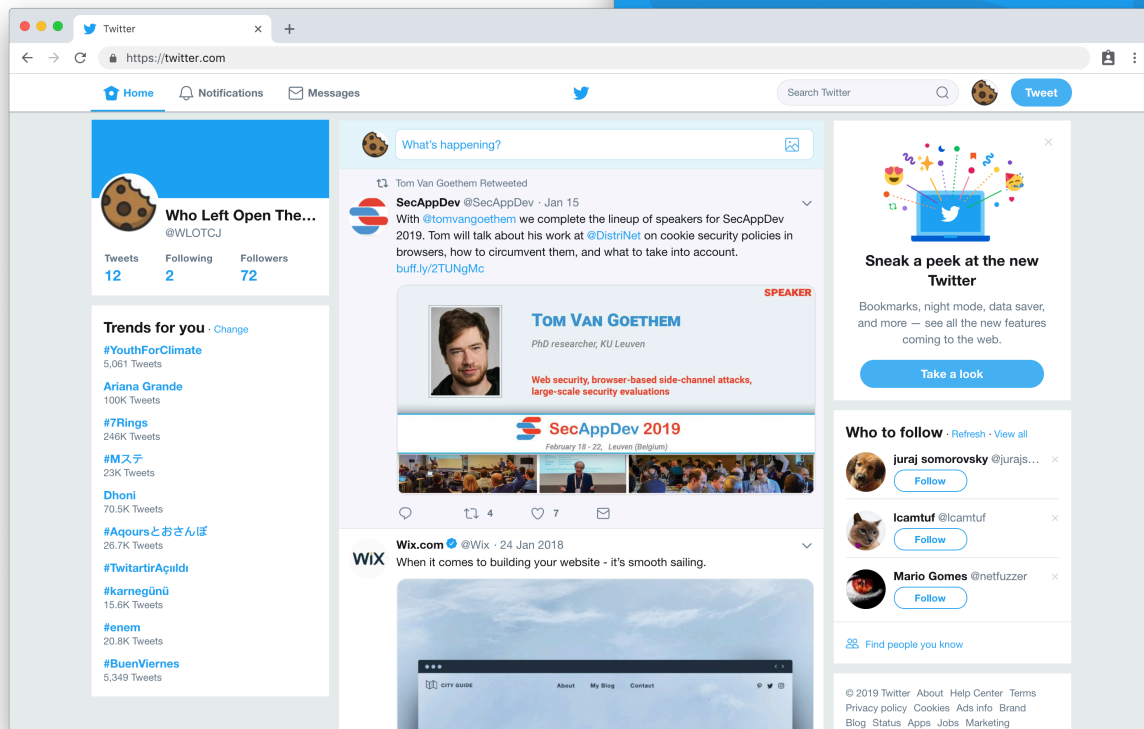 Twitter
https://twitter.com
Home
Notifications
Messages
Search Twitter
Tweet
Who Left Open The...
@WLOTCJ
Tweets Following Followers
12 2 72
Trends for you · Change
#YouthForClimate
5,061 Tweets
Ariana Grande
100K Tweets
#7Rings
246K Tweets
#Mステ
23K Tweets
Dhoni
70.5K Tweets
#Aqoursとおさんぽ
26.7K Tweets
#TwitartirAçııldı
#karnegünü
15.6K Tweets
#enem
20.8K Tweets
#BuenViernes
5,349 Tweets
What's happening?
Tom Van Goethem Retweeted
SecAppDev @SecAppDev · Jan 15
With @tomvangoethem we complete the lineup of speakers for SecAppDev
2019. Tom will talk about his work at @DistriNet on cookie security policies in
browsers, how to circumvent them, and what to take into account.
buff.ly/2TUNgMc
SPEAKER
TOM VAN GOETHEM
PhD researcher, KU Leuven
Web security, browser-based side-channel attacks,
large-scale security evaluations
SecAppDev 2019
February 18 - 22, Leuven (Belgium)
4 7
Wix.com @Wix · 24 Jan 2018
When it comes to building your website - it's smooth sailing.
WiX
CITY GUIDE
About My Blog Contact
Sneak a peek at the new
Twitter
Bookmarks, night mode, data saver,
and more — see all the new features
coming to the web.
Take a look
Who to follow · Refresh · View all
juraj somorovsky @jurajs...
Follow
lcamtuf @lcamtuf
Follow
Mario Gomes @netfuzzer
Follow
Find people you know
© 2019 Twitter About Help Center Terms
Privacy policy Cookies Ads info Brand
Blog Status Apps Jobs Marketing